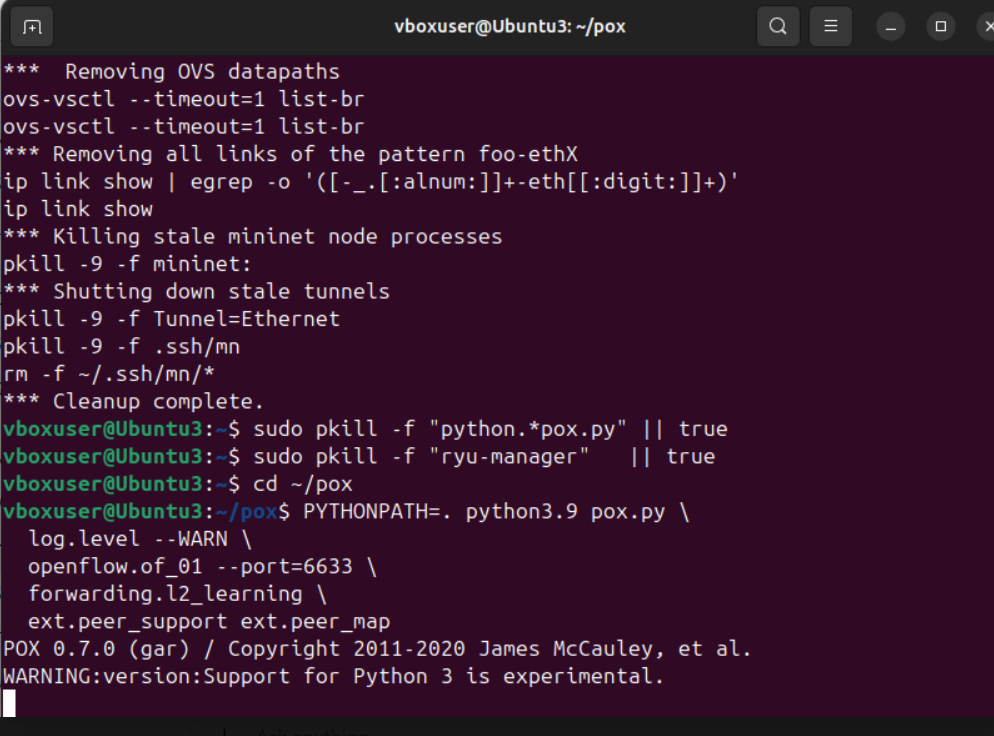 vboxuser@Ubuntu3: ~/pox
***  Removing OVS datapaths
ovs-vsctl --timeout=1 list-br
ovs-vsctl --timeout=1 list-br
*** Removing all links of the pattern foo-ethX
ip link show | egrep -o '([-_.[:alnum:]]+-eth[[:digit:]]+)'
ip link show
*** Killing stale mininet node processes
pkill -9 -f mininet:
*** Shutting down stale tunnels
pkill -9 -f Tunnel=Ethernet
pkill -9 -f .ssh/mn
rm -f ~/.ssh/mn/*
*** Cleanup complete.
vboxuser@Ubuntu3:~$ sudo pkill -f "python.*pox.py" || true
vboxuser@Ubuntu3:~$ sudo pkill -f "ryu-manager"   || true
vboxuser@Ubuntu3:~$ cd ~/pox
vboxuser@Ubuntu3:~/pox$ PYTHONPATH=. python3.9 pox.py \
  log.level --WARN \
  openflow.of_01 --port=6633 \
  forwarding.l2_learning \
  ext.peer_support ext.peer_map
POX 0.7.0 (gar) / Copyright 2011-2020 James McCauley, et al.
WARNING:version:Support for Python 3 is experimental.